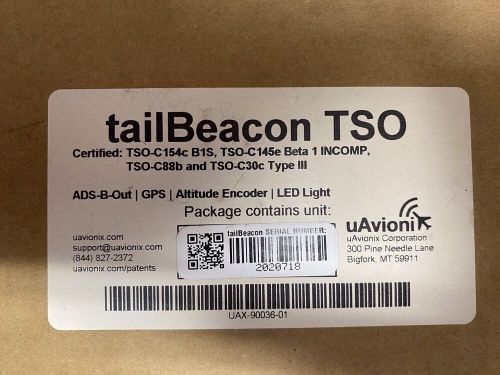 tailBeacon TSO
Certified: TSO-C154c B1S, TSO-C145e Beta 1 INCOMP,
TSO-C88b and TSO-C30c Type III
ADS-B-Out | GPS | Altitude Encoder | LED Light
Package contains unit:
uavionix.com
support@uavionix.com
(844) 827-2372
uavionix.com/patents
tailBeacon SERIAL NUMBER:
2020718
uAvionix
uAvionix Corporation
300 Pine Needle Lane
Bigfork, MT 59911
UAX-90036-01